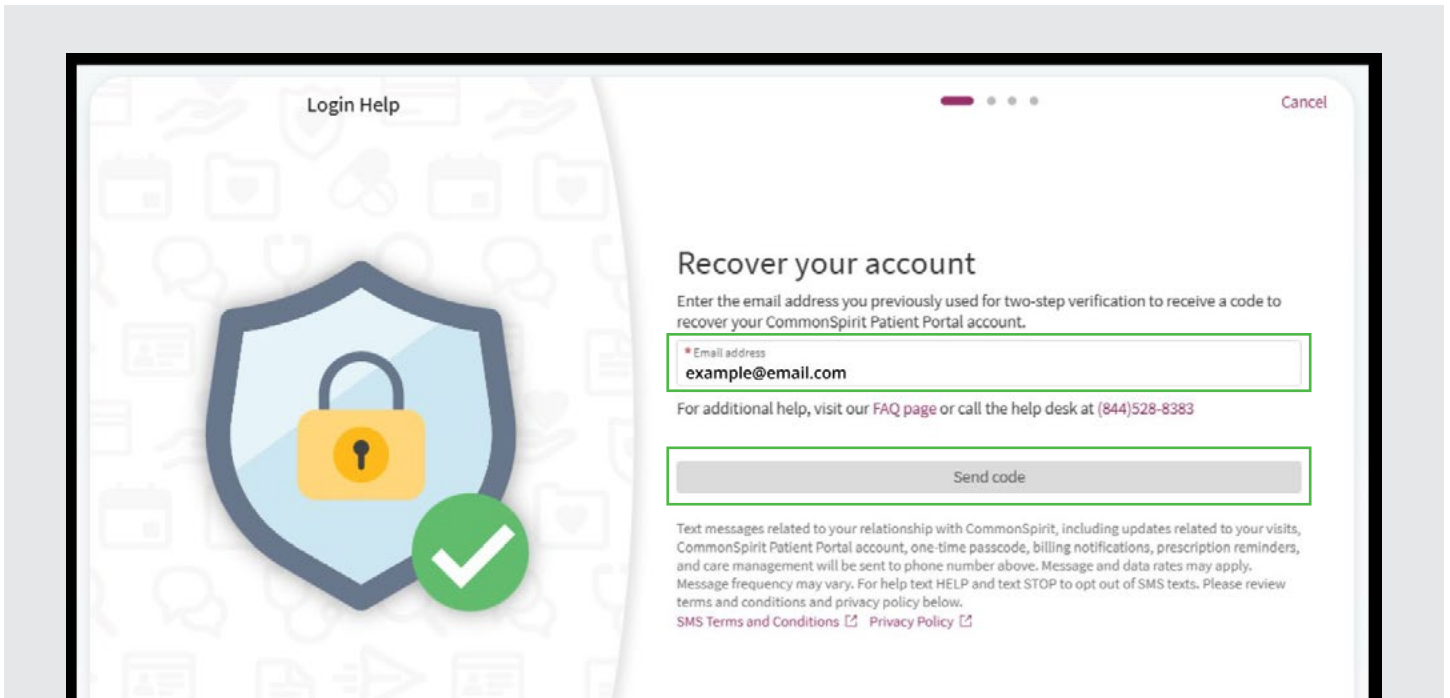 Login Help
Cancel
Recover your account
Enter the email address you previously used for two-step verification to receive a code to
recover your CommonSpirit Patient Portal account.
* Email address
example@email.com
For additional help, visit our FAQ page or call the help desk at (844)528-8383
Send code
Text messages related to your relationship with CommonSpirit, including updates related to your visits,
CommonSpirit Patient Portal account, one-time passcode, billing notifications, prescription reminders,
and care management will be sent to phone number above. Message and data rates may apply.
Message frequency may vary. For help text HELP and text STOP to opt out of SMS texts. Please review
terms and conditions and privacy policy below.
SMS Terms and Conditions Privacy Policy